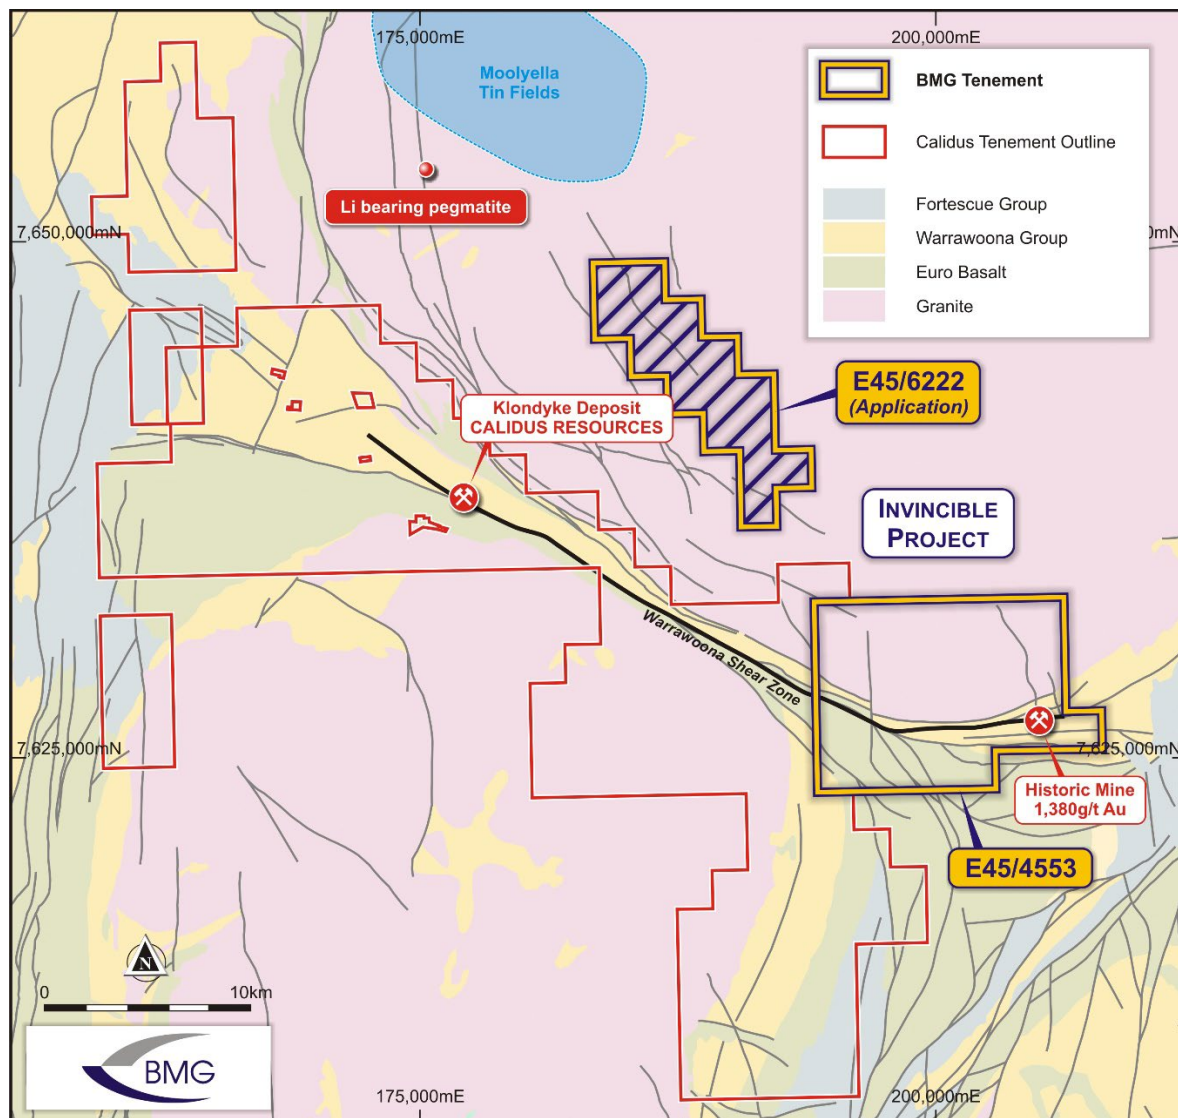 175,000mE
200,000mE
Moolyella
Tin Fields
BMG Tenement
Calidus Tenement Outline
Fortescue Group
Warrawoona Group
Euro Basalt
Granite
Li bearing pegmatite
7,650,000mN
mN
E45/6222
(Application)
Klondyke Deposit
CALIDUS RESOURCES
INVINCIBLE
PROJECT
Warrawoona Shear Zone
7,625,000mN
7,625,000mN
Historic Mine
1,380g/t Au
E45/4553
N
0
10km
BMG
175,000mE
200,000mE